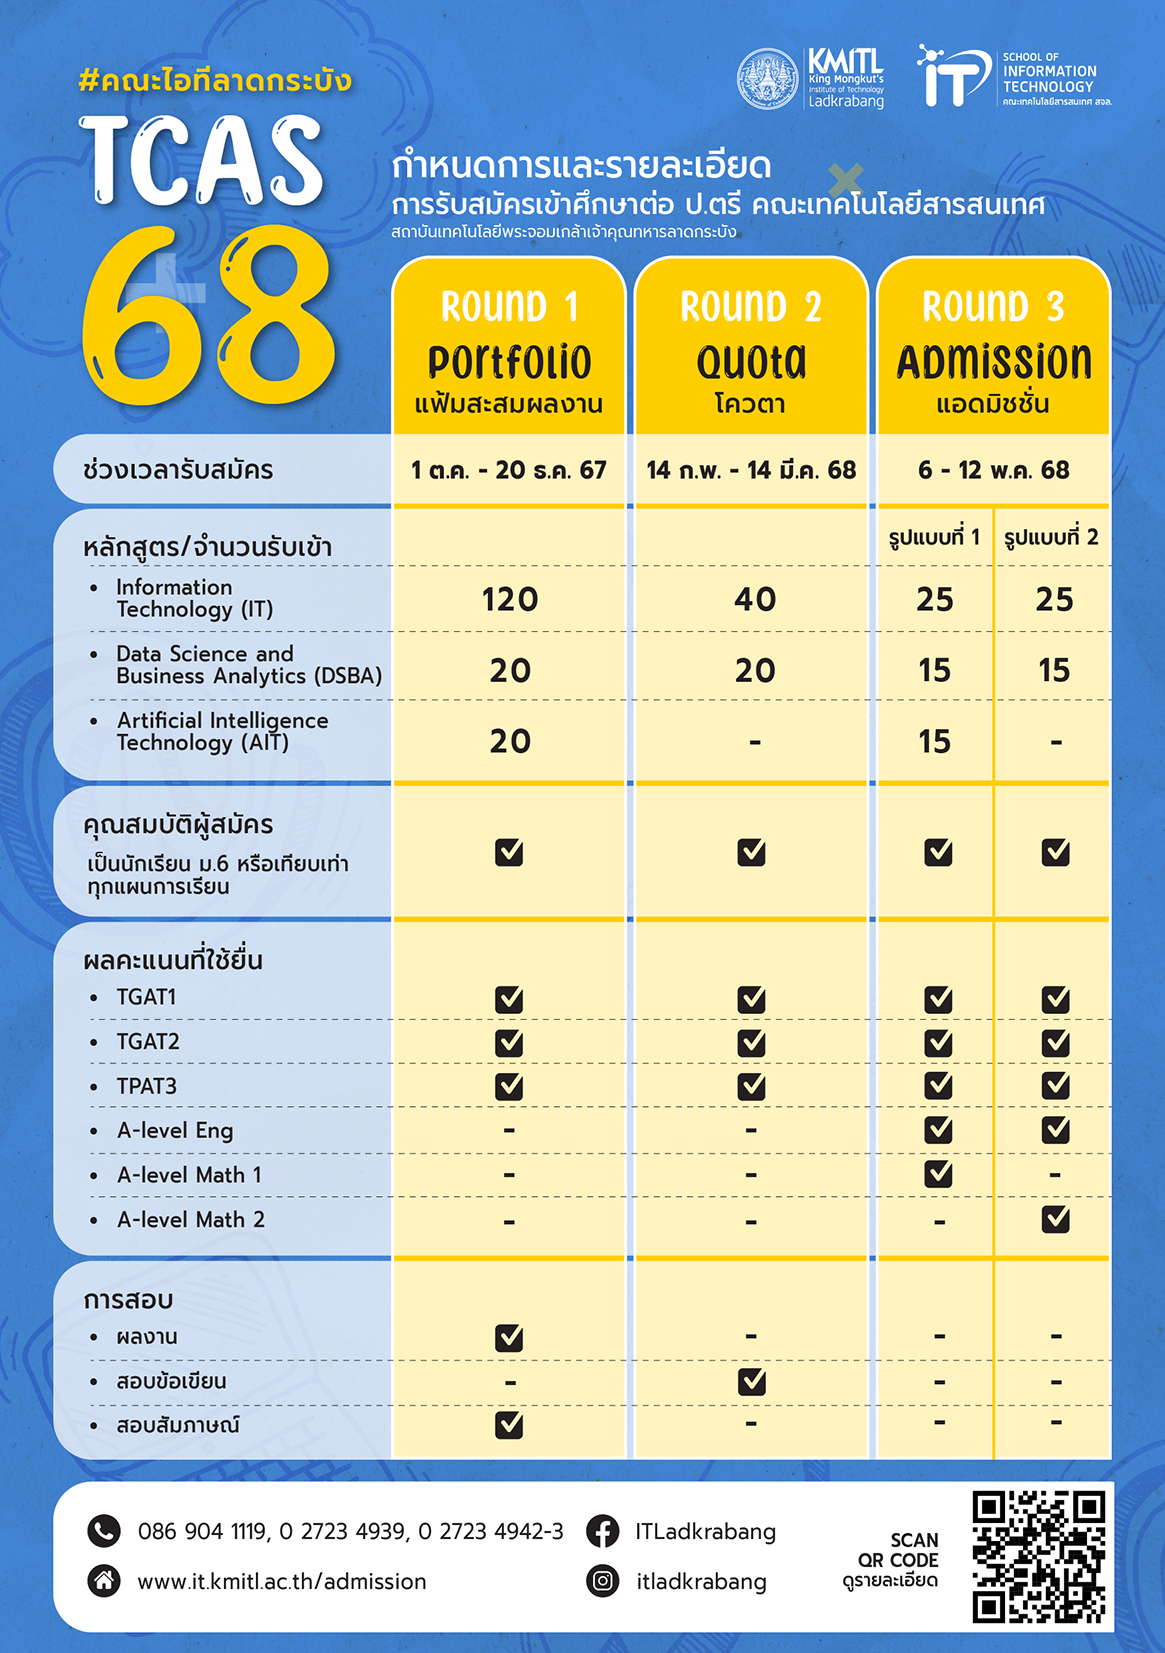 #คณะไอทีลาดกระบัง
TCAS
68
KMITL
King Mongkut's
Institute of Technology
Ladkrabang
iT
SCHOOL OF
INFORMATION
TECHNOLOGY
คณะเทคโนโลยีสารสนเทศ สจล.
กำหนดการและรายละเอียด
การรับสมัครเข้าศึกษาต่อ ป.ตรี คณะเทคโนโลยีสารสนเทศ
สถาบันเทคโนโลยีพระจอมเกล้าเจ้าคุณทหารลาดกระบัง
ROUND 1 ROUND 2 ROUND 3
Portfolio Quota Admission
แฟ้มสะสมผลงาน โควตา แอดมิชชั่น
ช่วงเวลารับสมัคร 1 ต.ค. - 20 ธ.ค. 67 14 ก.พ. - 14 มี.ค. 68 6 - 12 พ.ค. 68
หลักสูตร/จำนวนรับเข้า รูปแบบที่ 1 รูปแบบที่ 2
• Information
Technology (IT) 120 40 25 25
• Data Science and
Business Analytics (DSBA) 20 20 15 15
• Artificial Intelligence
Technology (AIT) 20 - 15 -
คุณสมบัติผู้สมัคร
เป็นนักเรียน ม.6 หรือเทียบเท่า
ทุกแผนการเรียน
ผลคะแนนที่ใช้ยื่น
• TGAT1
• TGAT2
• TPAT3
• A-level Eng - -
• A-level Math 1 - - -
• A-level Math 2 - - -
การสอบ
• ผลงาน - - -
• สอบข้อเขียน - - -
• สอบสัมภาษณ์ - - -
086 904 1119, 0 2723 4939, 0 2723 4942-3
www.it.kmitl.ac.th/admission
ITLadkrabang
itladkrabang
SCAN
QR CODE
ดูรายละเอียด